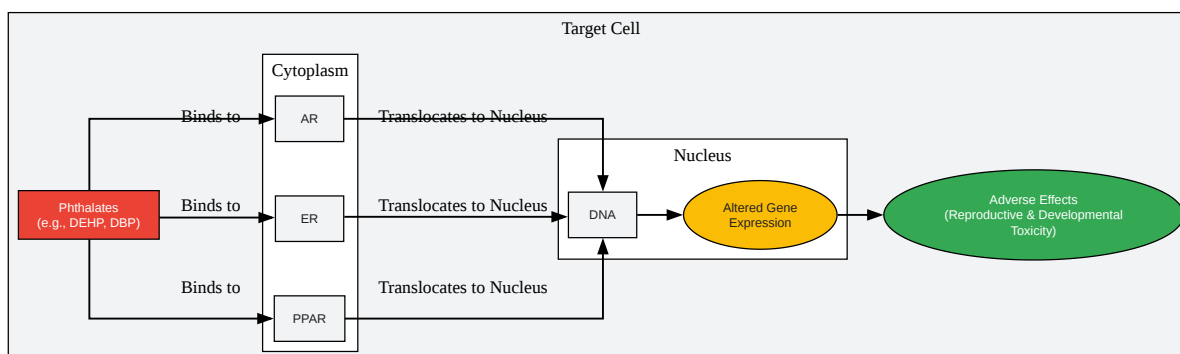 Target Cell
Cytoplasm
Binds to
AR
Translocates to Nucleus
Nucleus
Phthalates
(e.g., DEHP, DBP)
Binds to
ER
Translocates to Nucleus
DNA
Altered Gene
Expression
Adverse Effects
(Reproductive & Developmental
Toxicity)
Binds to
PPAR
Translocates to Nucleus